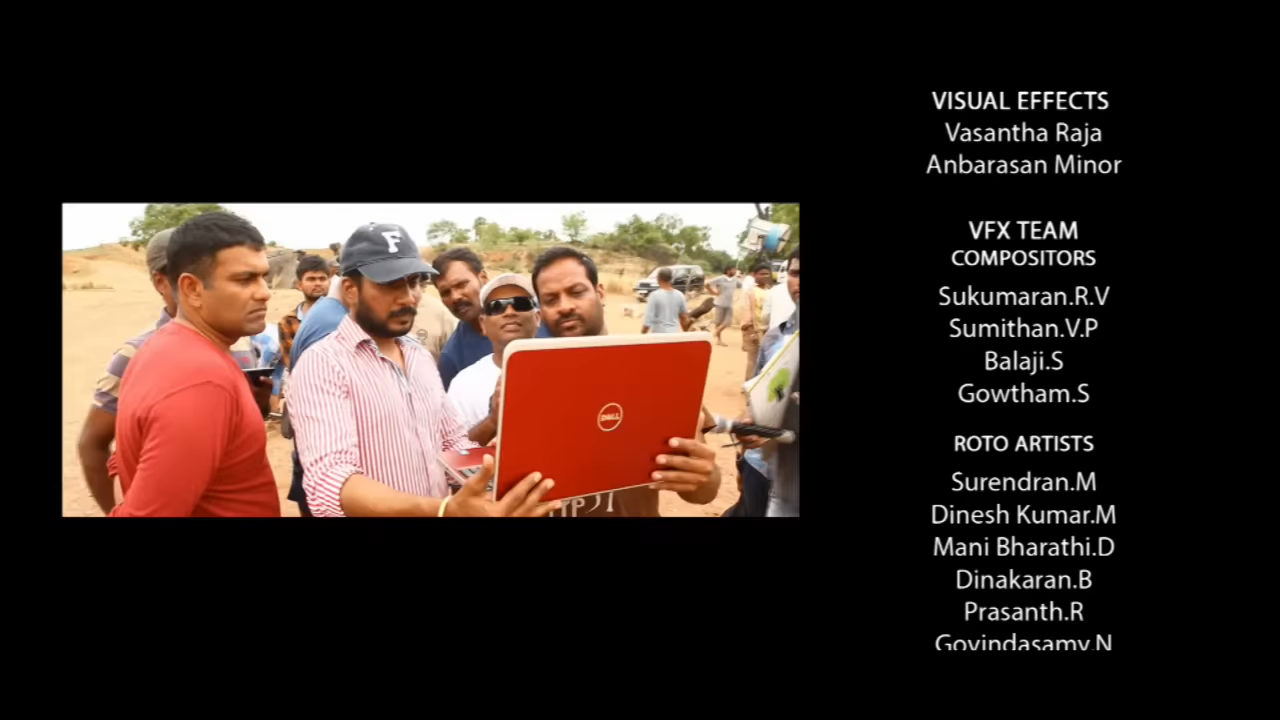 VISUAL EFFECTS
Vasantha Raja
Anbarasan Minor
VFX TEAM
COMPOSITORS
Sukumaran.R.V
Sumithan.V.P
Balaji.S
Gowtham.S
ROTO ARTISTS
Surendran.M
Dinesh Kumar.M
Mani Bharathi.D
Dinakaran.B
Prasanth.R
Govindasamy.N
F
DELL